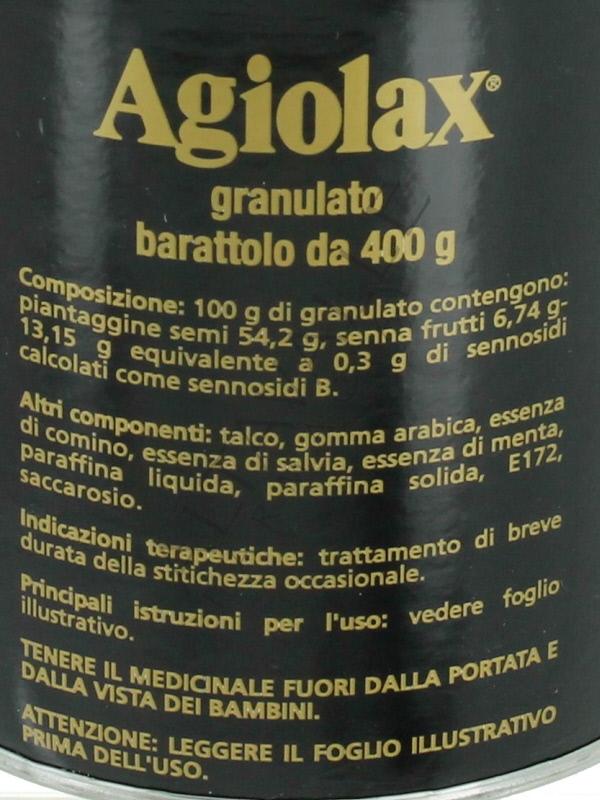 Agiolax®
granulato
barattolo da 400 g
Composizione: 100 g di granulato contengono:
piantaggine semi 54,2 g, senna frutti 6,74 g-
13,15 g equivalente a 0,3 g di sennosidi
calcolati come sennosidi B.
Altri componenti: talco, gomma arabica, essenza
di comino, essenza di salvia, essenza di menta,
paraffina liquida, paraffina solida, E172,
saccarosio.
Indicazioni terapeutiche: trattamento di breve
durata della stitichezza occasionale.
Principali istruzioni per l'uso: vedere foglio
illustrativo.
TENERE IL MEDICINALE FUORI DALLA PORTATA E
DALLA VISTA DEI BAMBINI.
ATTENZIONE: LEGGERE IL FOGLIO ILLUSTRATIVO
PRIMA DELL'USO.